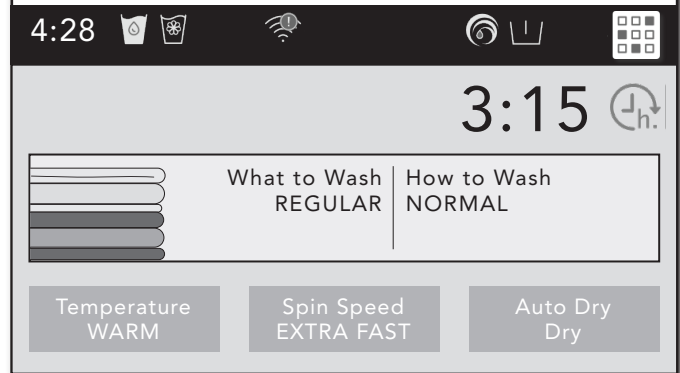 4:28
3:15 h.
What to Wash
REGULAR
How to Wash
NORMAL
Temperature
WARM
Spin Speed
EXTRA FAST
Auto Dry
Dry